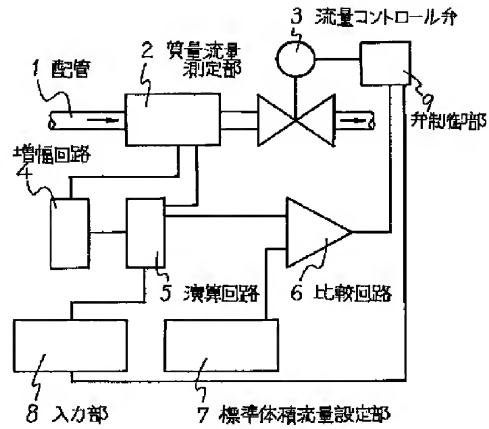 3 流量コントロール弁
2 質量流量
測定部
1 配管
9
弁制御部
増幅回路
4
5 演算回路
6 比較回路
8 入力部
7 標準体積流量設定部